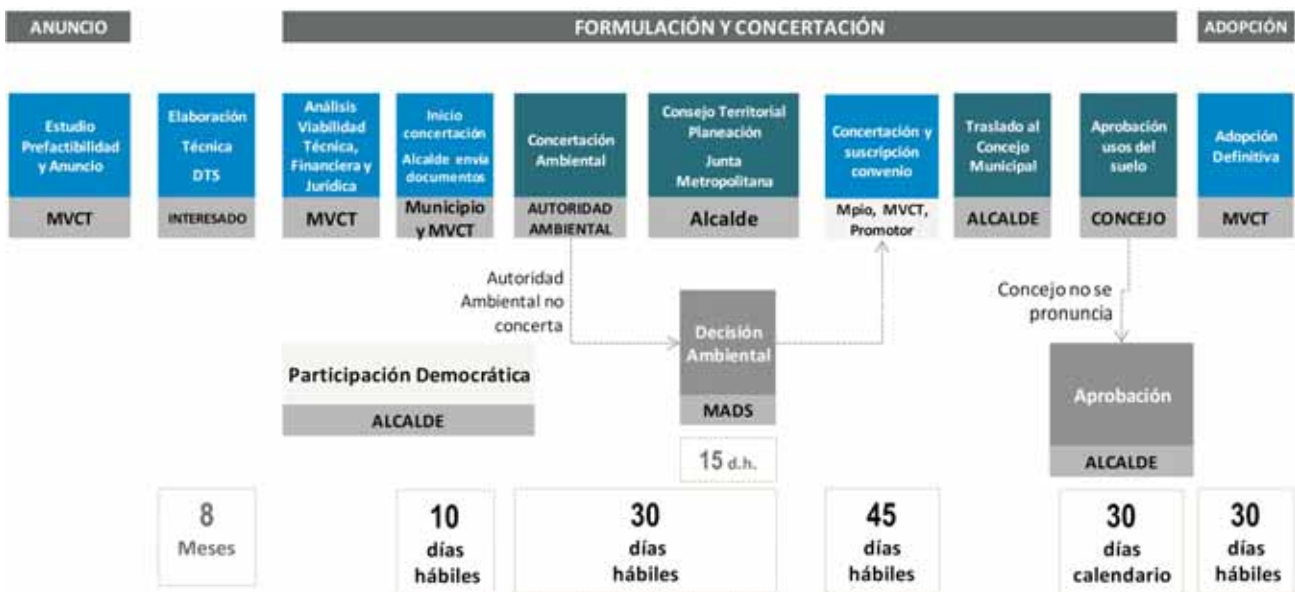 ANUNCIO
FORMULACIÓN Y CONCERTACIÓN
ADOPCIÓN
Estudio
Prefactibilidad
y Anuncio
MVCT
Elaboración
Técnica
DTS
INTERESADO
Análisis
Viabilidad
Técnica,
Financiera y
Jurídica
MVCT
Inicio
concertación
Alcalde envía
documentos
Municipio
y MVCT
Concertación
Ambiental
AUTORIDAD
AMBIENTAL
Consejo Territorial
Planeación
Junta
Metropolitana
Alcalde
Concertación y
suscripción
convenio
Mpio, MVCT,
Promotor
Traslado al
Concejo
Municipal
ALCALDE
Aprobación
usos del
suelo
CONCEJO
Adopción
Definitiva
MVCT
Autoridad
Ambiental no
concerta
Decisión
Ambiental
MADS
15 d.h.
Concejo no se
pronuncia
Aprobación
ALCALDE
Participación Democrática
ALCALDE
8
Meses
10
días
hábiles
30
días
hábiles
45
días
hábiles
30
días
calendario
30
días
hábiles